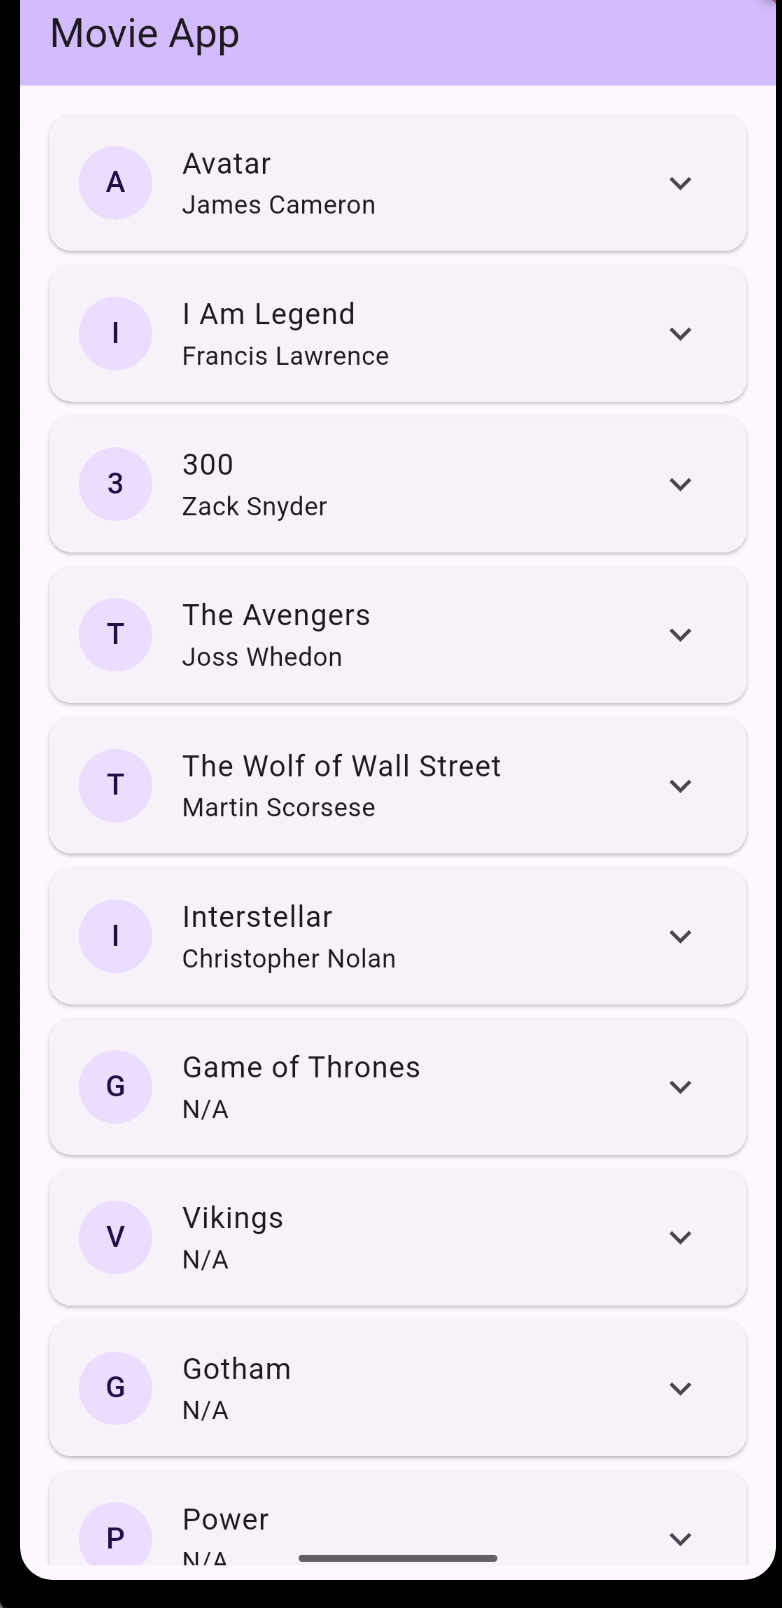 Movie App
A
Avatar
James Cameron
I
I Am Legend
Francis Lawrence
3
300
Zack Snyder
T
The Avengers
Joss Whedon
T
The Wolf of Wall Street
Martin Scorsese
I
Interstellar
Christopher Nolan
G
Game of Thrones
N/A
V
Vikings
N/A
G
Gotham
N/A
P
Power
N/A